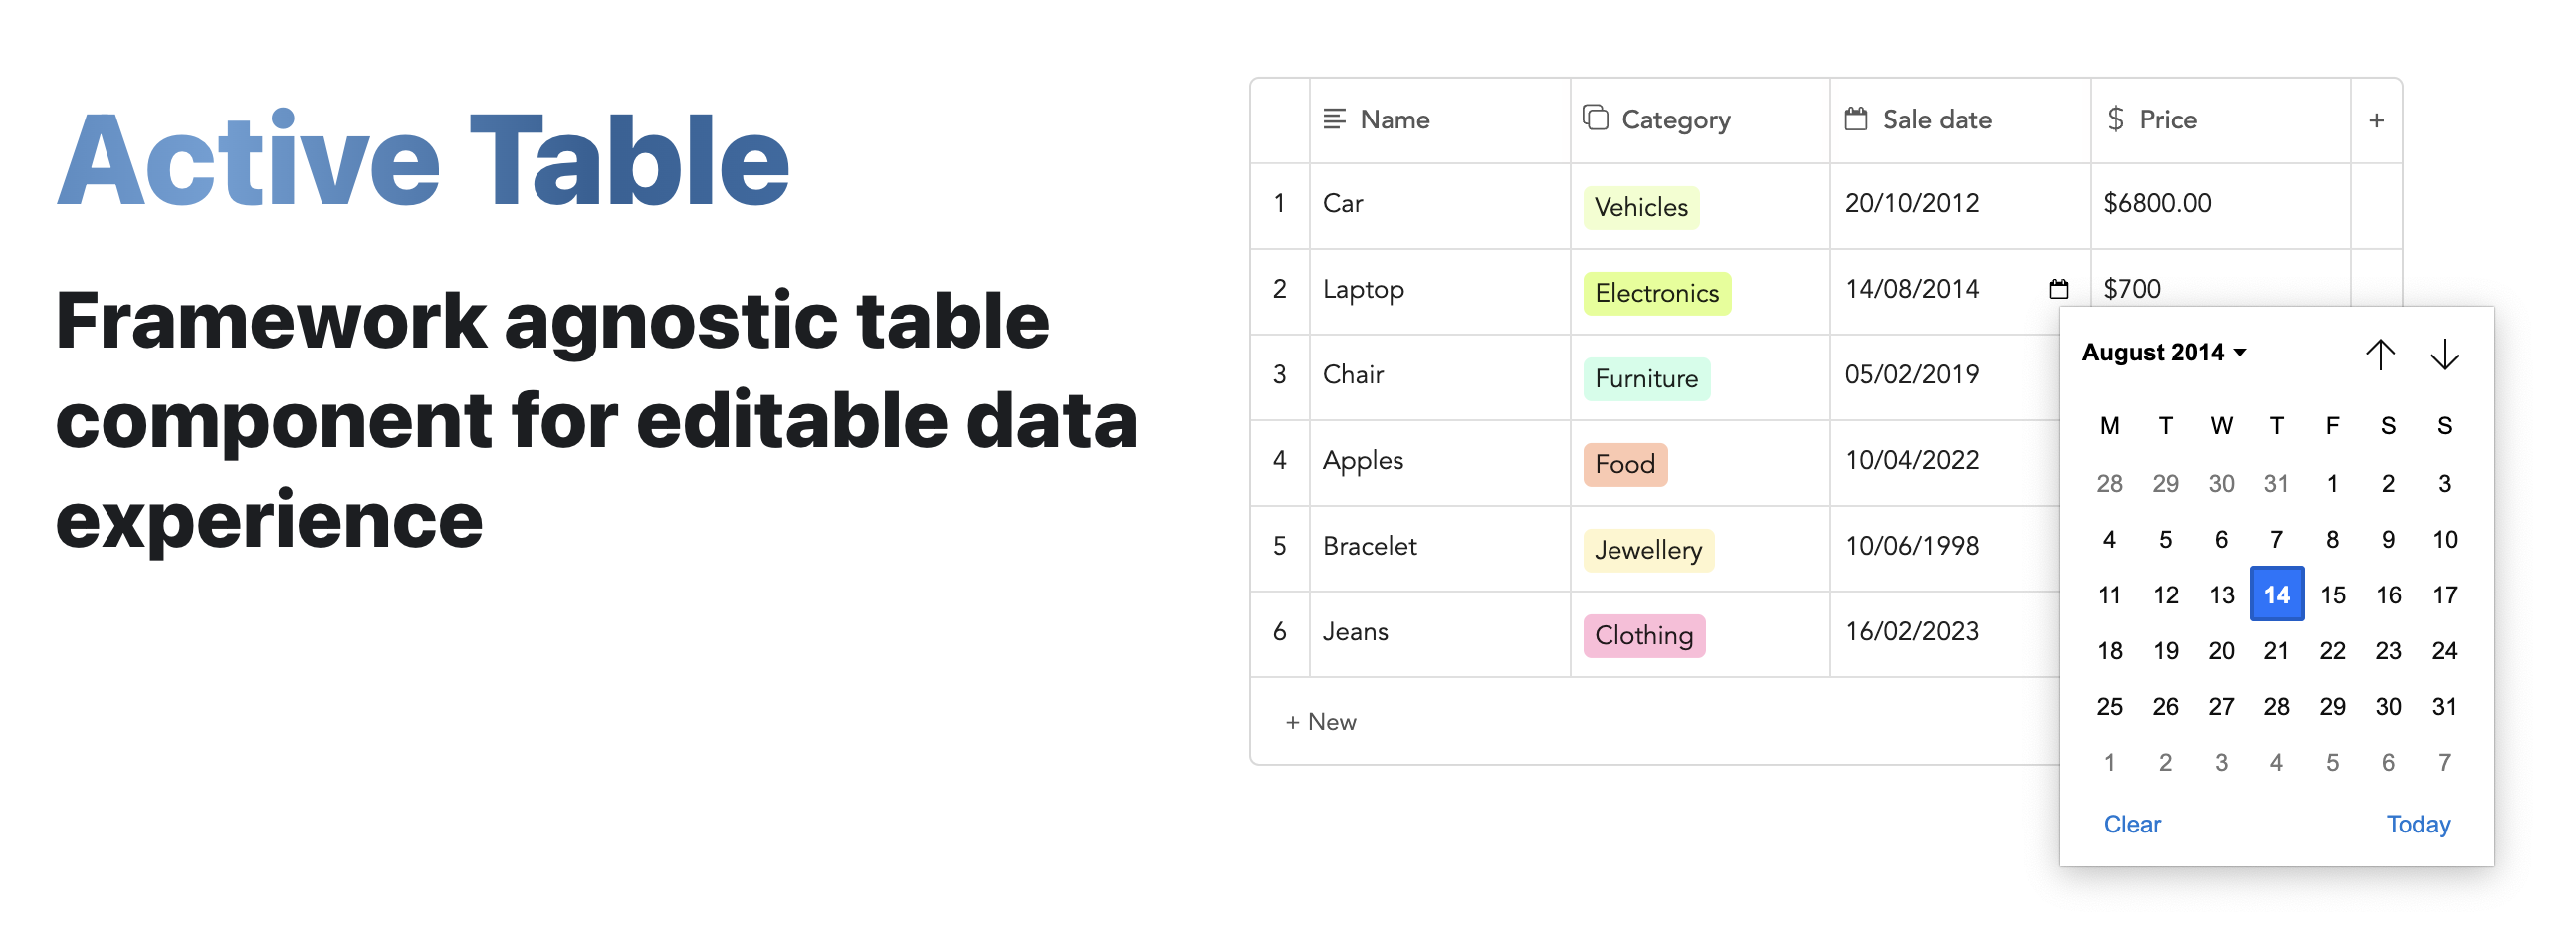 Active Table
Framework agnostic table
component for editable data
experience
Name Category Sale date $ Price +
1 Car Vehicles 20/10/2012 $6800.00
2 Laptop Electronics 14/08/2014 $700
3 Chair Furniture 05/02/2019
4 Apples Food 10/04/2022
5 Bracelet Jewellery 10/06/1998
6 Jeans Clothing 16/02/2023
+ New
August 2014
M T W T F S S
28 29 30 31 1 2 3
4 5 6 7 8 9 10
11 12 13 14 15 16 17
18 19 20 21 22 23 24
25 26 27 28 29 30 31
1 2 3 4 5 6 7
Clear Today